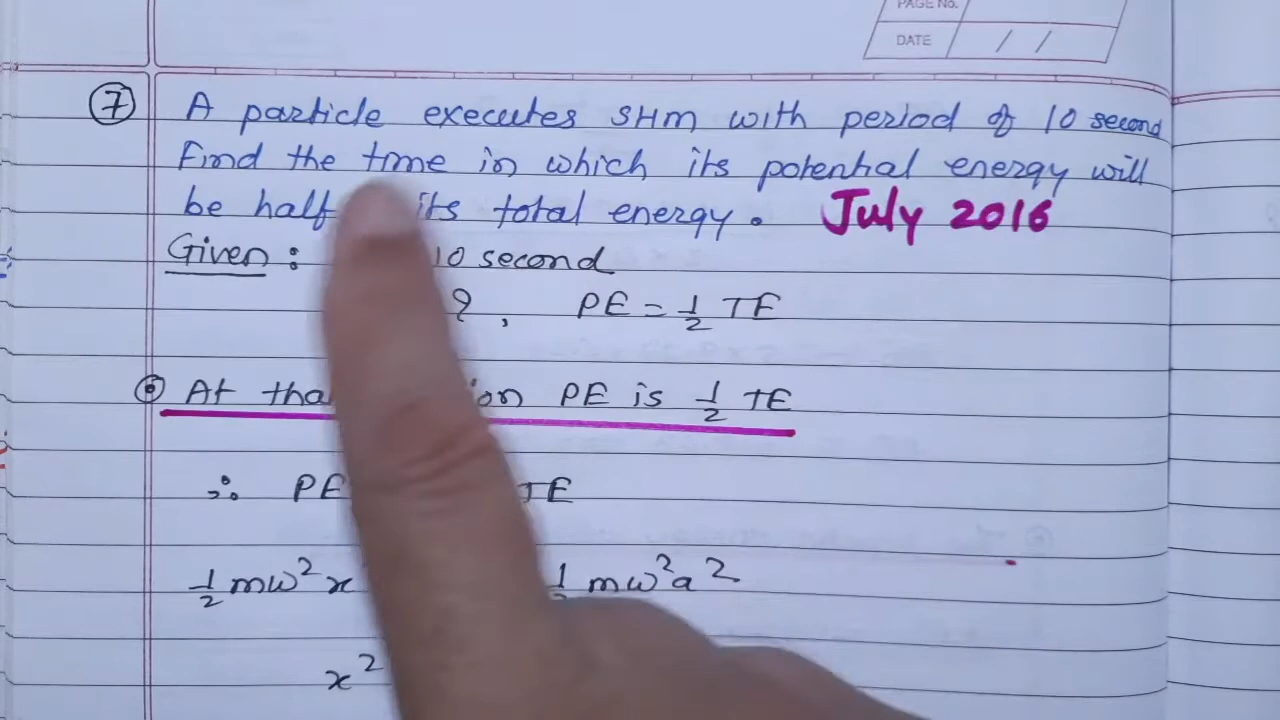 PAGE No.
DATE / /
7 A particle executes SHM with period of 10 second
Find the time in which its potential energy will
be half its total energy. July 2016
Given: 10 second
?, PE = 1/2 TE
At tha on PE is 1/2 TE
∴ PE TE
1/2 mω²x mω²a²
x²